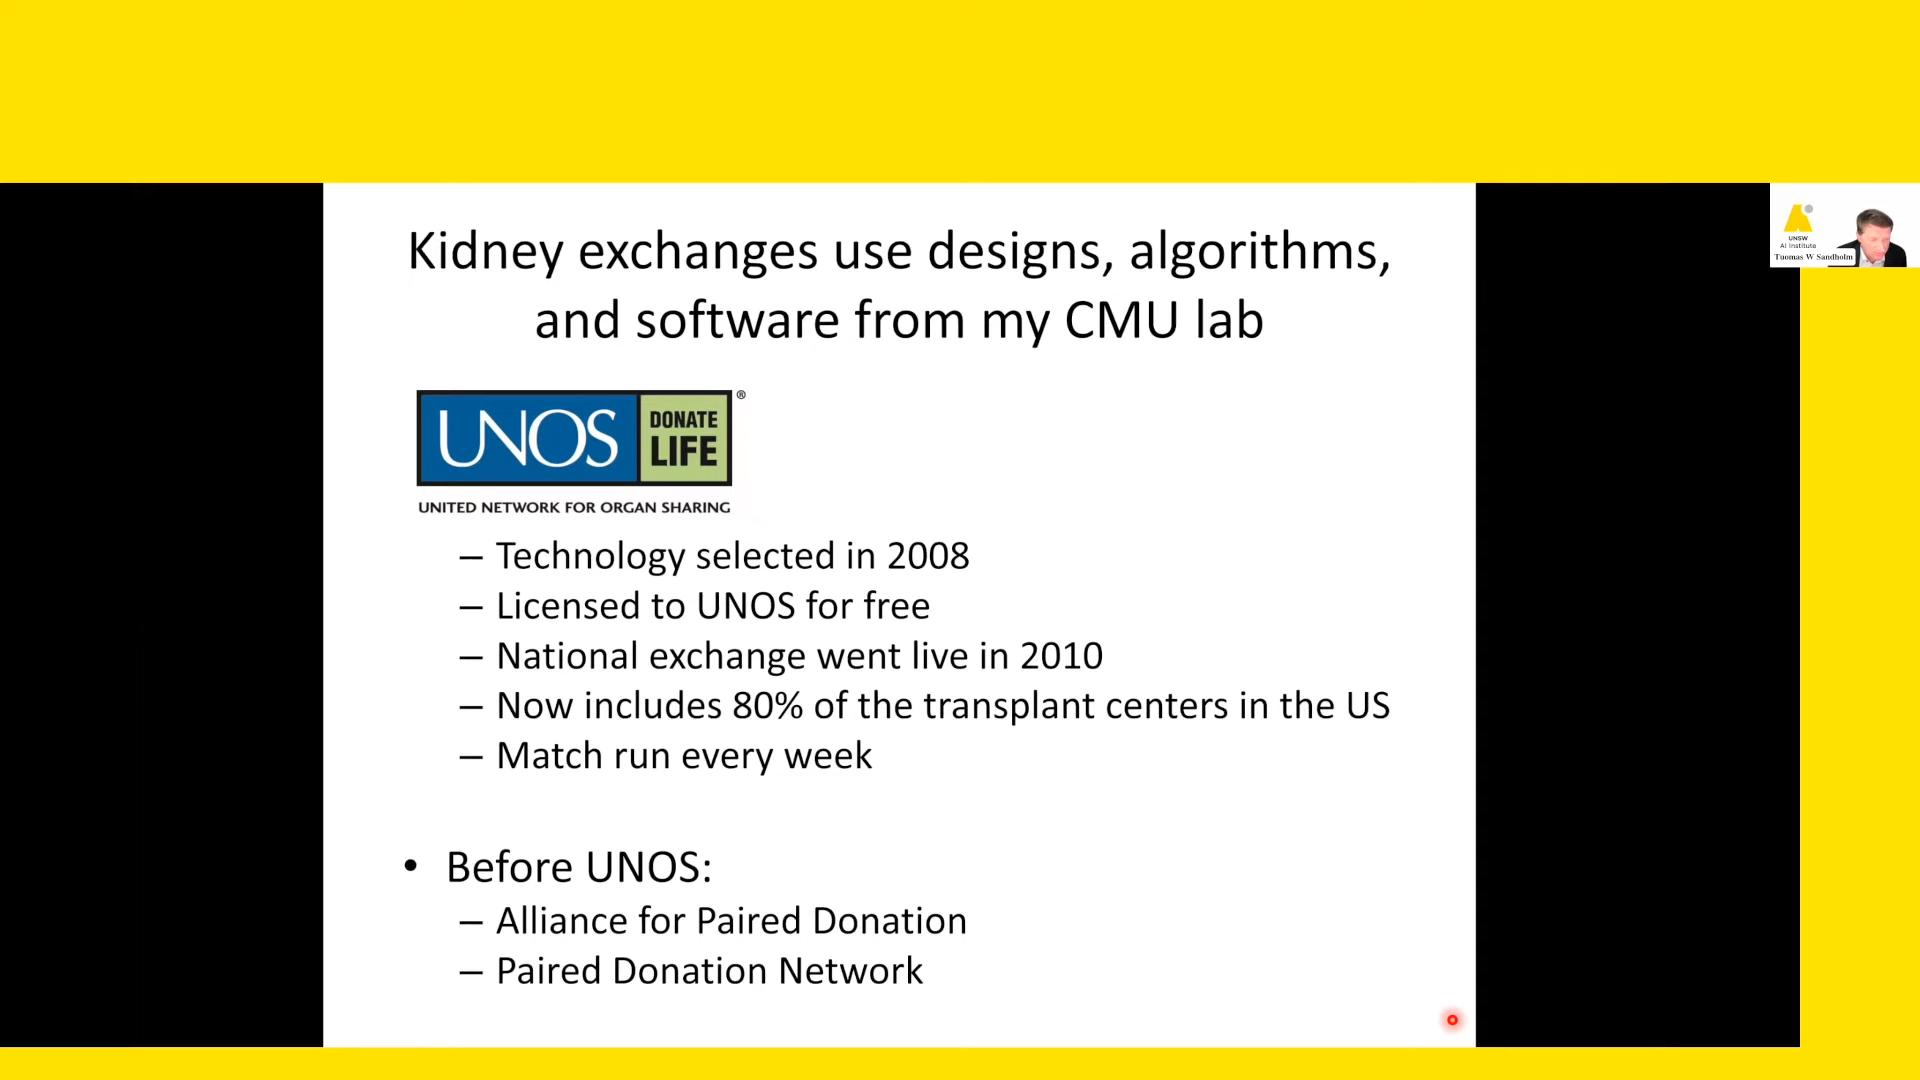 Kidney exchanges use designs, algorithms,
and software from my CMU lab
UNOS DONATE LIFE ®
UNITED NETWORK FOR ORGAN SHARING
– Technology selected in 2008
– Licensed to UNOS for free
– National exchange went live in 2010
– Now includes 80% of the transplant centers in the US
– Match run every week
• Before UNOS:
– Alliance for Paired Donation
– Paired Donation Network
UNSW
AI Institute
Tuomas W Sandholm